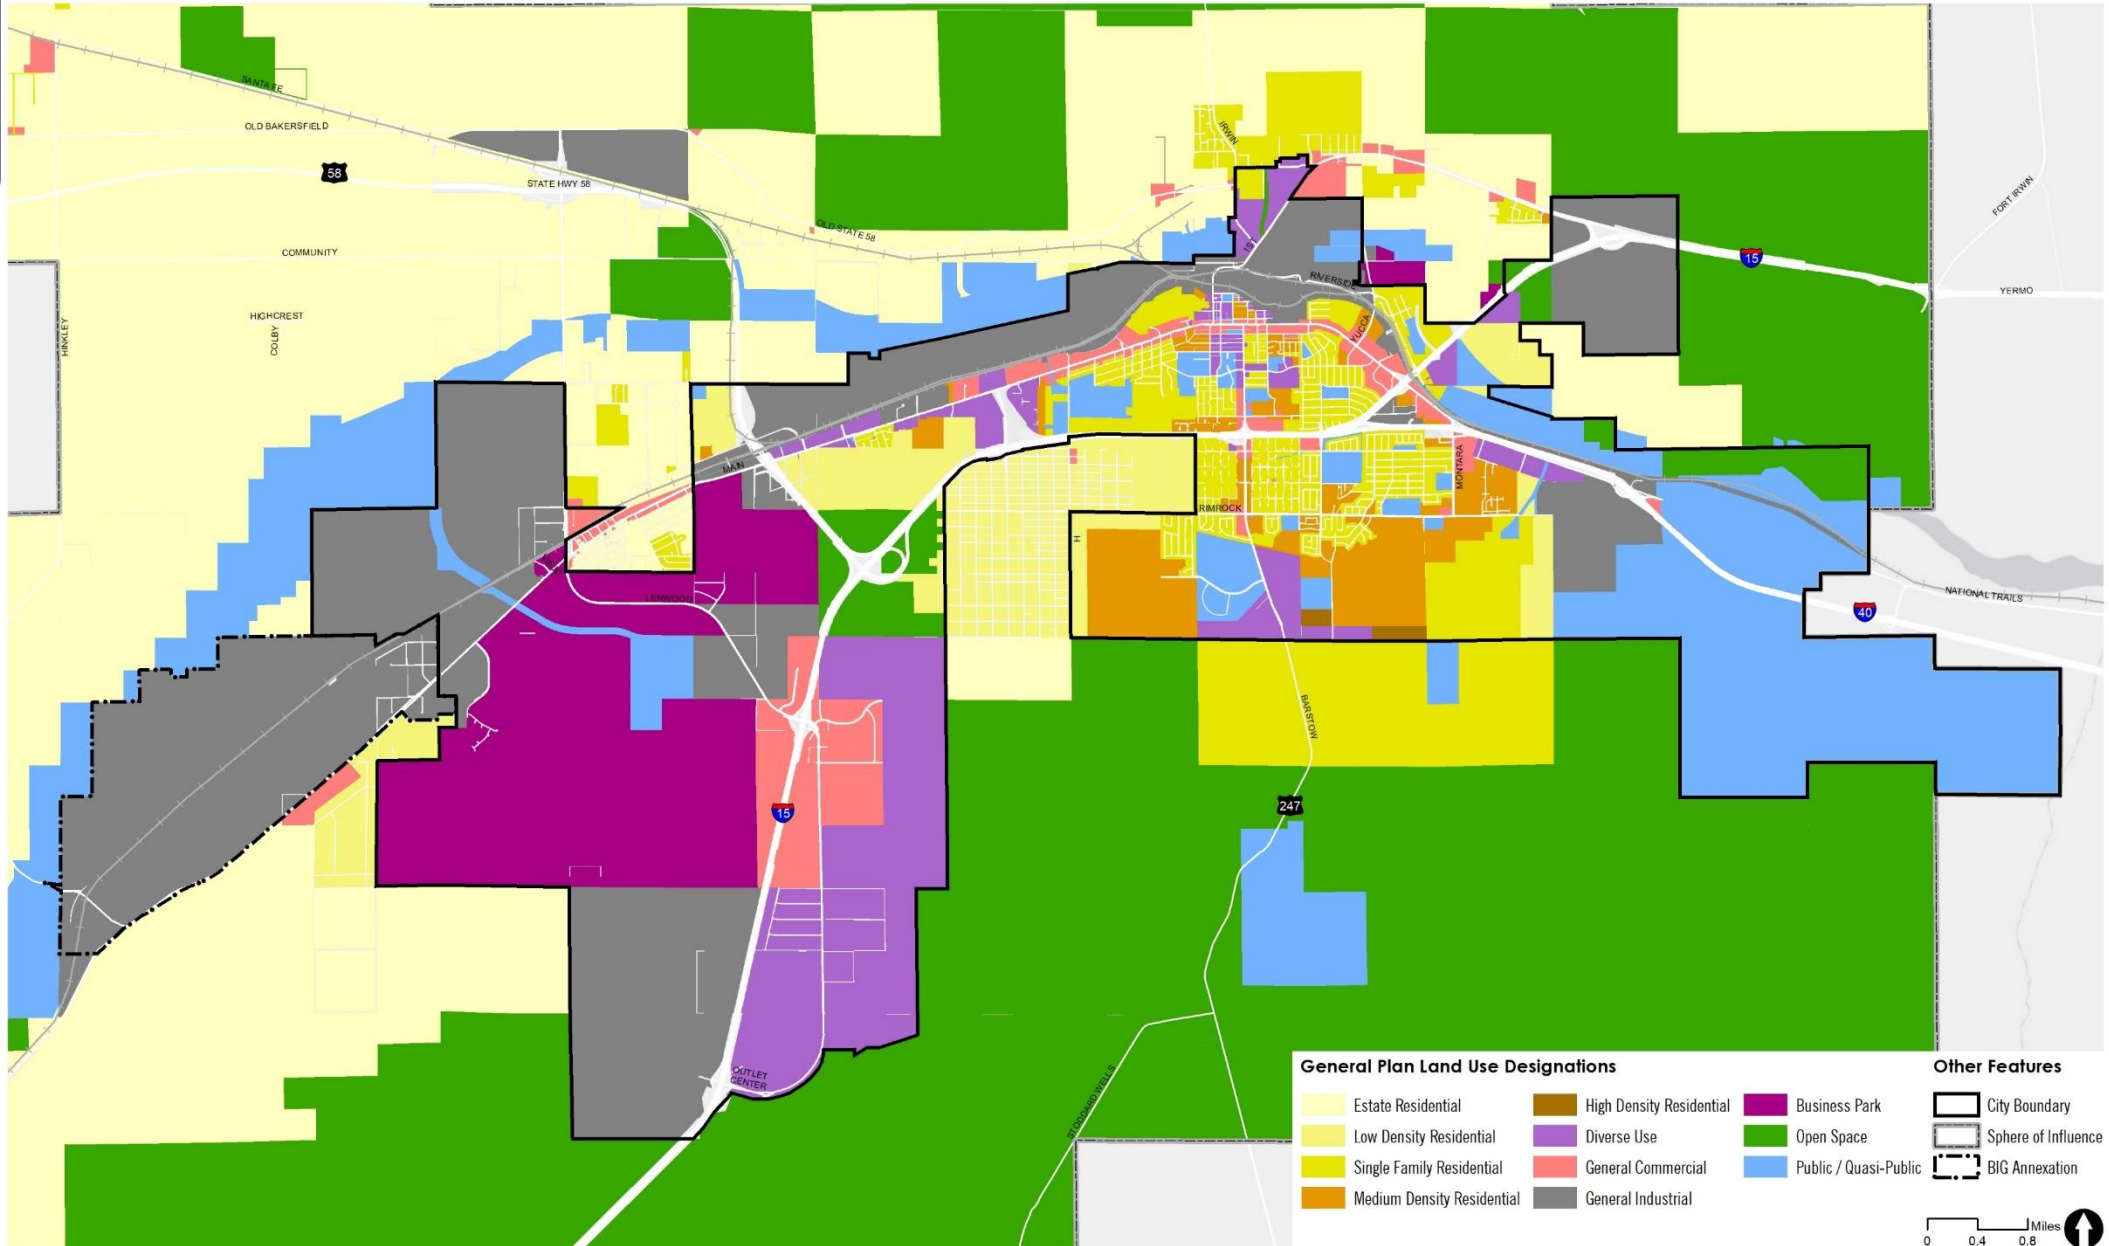 SANTA FE
OLD BAKERSFIELD
58
STATE HWY 58
OLD STATE 58
IRWIN
FORT IRWIN
COMMUNITY
1ST
15
RIVERSIDE
YERMO
HINKLEY
HIGHCREST
COLBY
YUCCA
MAIN
MONTARA
RIMROCK
H
LENWOOD
40
NATIONAL TRAILS
BARSTOW
247
15
OUTLET
CENTER
STODDARD WELLS
General Plan Land Use Designations
Estate Residential
Low Density Residential
Single Family Residential
Medium Density Residential
High Density Residential
Diverse Use
General Commercial
General Industrial
Business Park
Open Space
Public / Quasi-Public
Other Features
City Boundary
Sphere of Influence
BIG Annexation
Miles
0 0.4 0.8